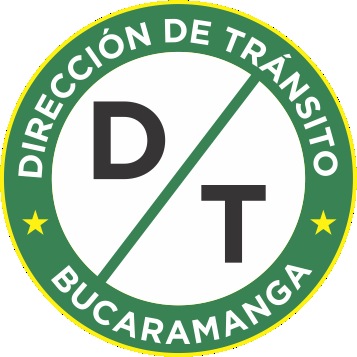 DIRECCIÓN DE TRÁNSITO
D
T
BUCARAMANGA